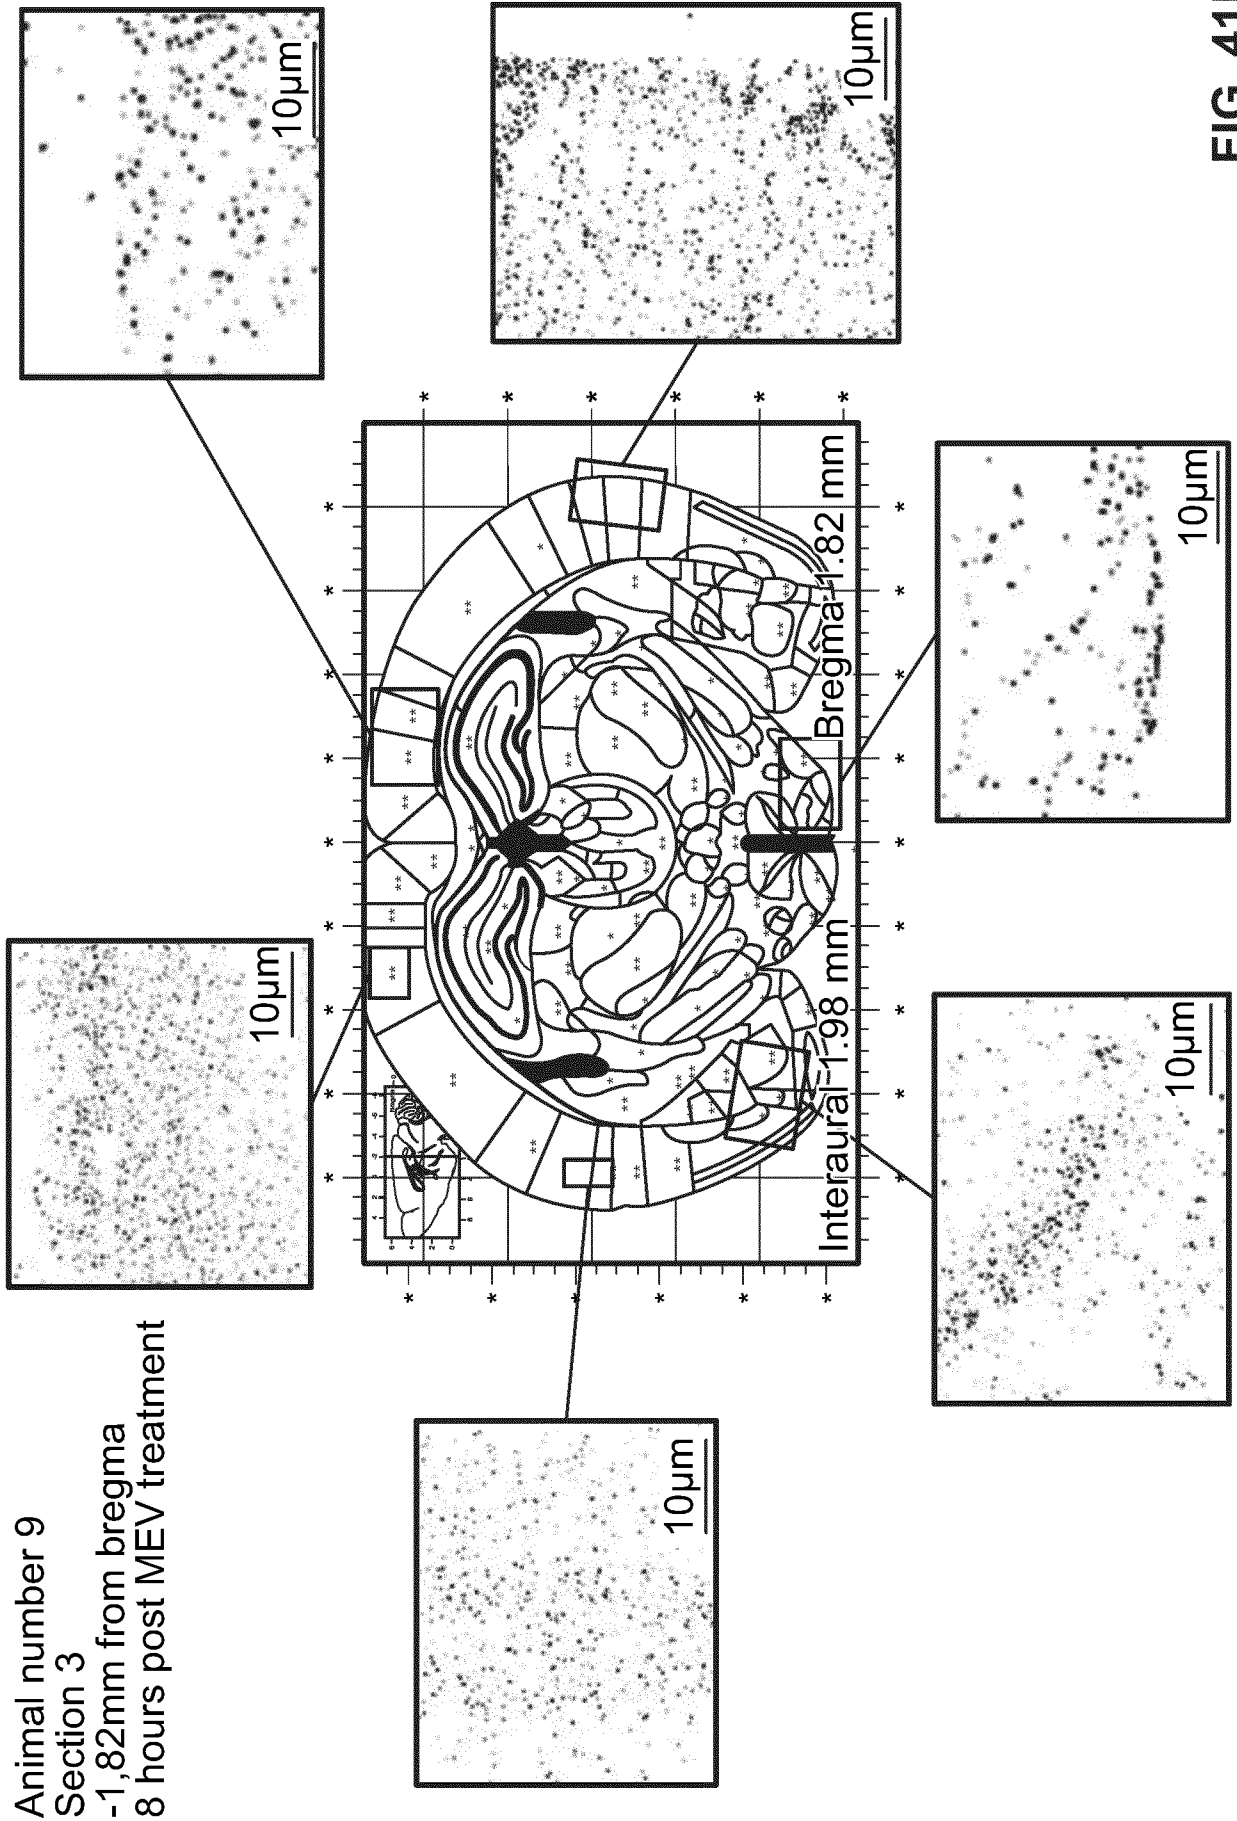 Animal number 9
Section 3
-1,82mm from bregma
8 hours post MEV treatment
10µm
10µm
10µm
10µm
10µm
10µm
Interaural 1.98 mm
Bregma-1.82 mm
FIG. 41